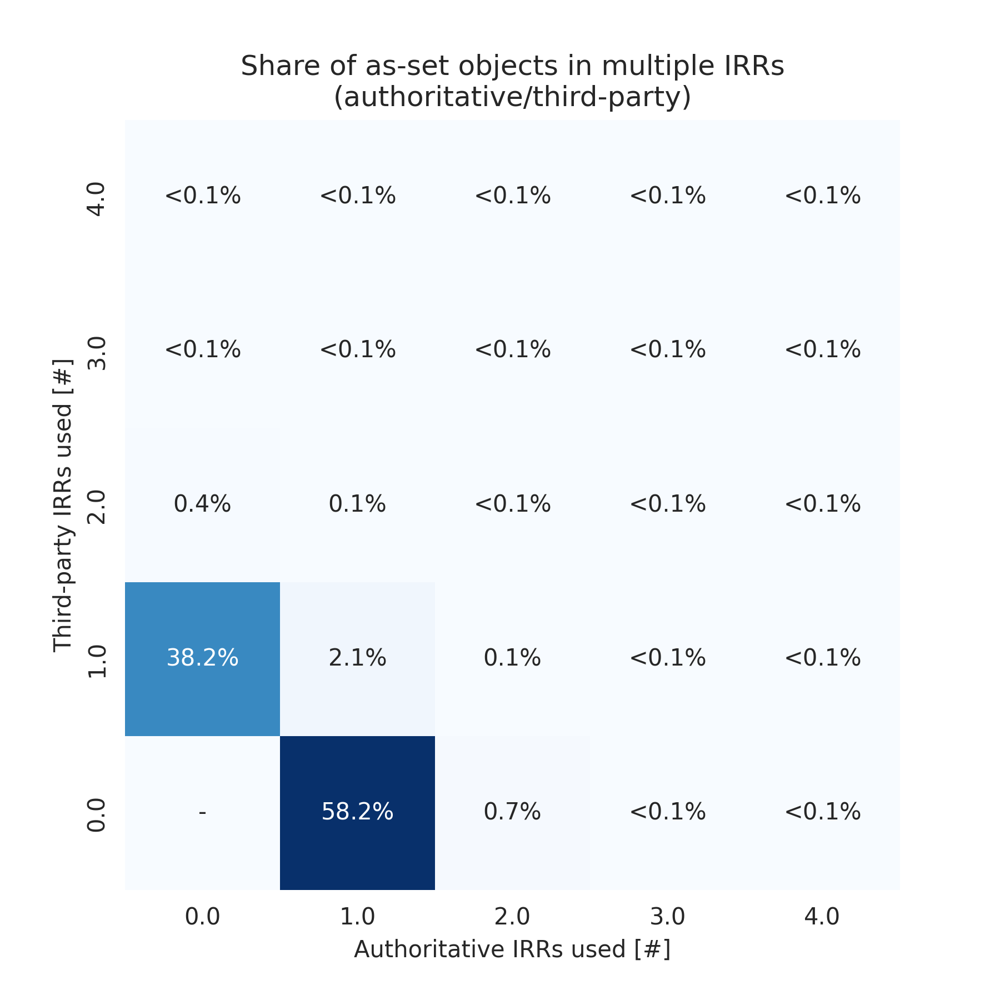 Share of as-set objects in multiple IRRs
(authoritative/third-party)
Third-party IRRs used [#]
4.0 <0.1% <0.1% <0.1% <0.1% <0.1%
3.0 <0.1% <0.1% <0.1% <0.1% <0.1%
2.0 0.4% 0.1% <0.1% <0.1% <0.1%
1.0 38.2% 2.1% 0.1% <0.1% <0.1%
0.0 - 58.2% 0.7% <0.1% <0.1%
0.0 1.0 2.0 3.0 4.0
Authoritative IRRs used [#]